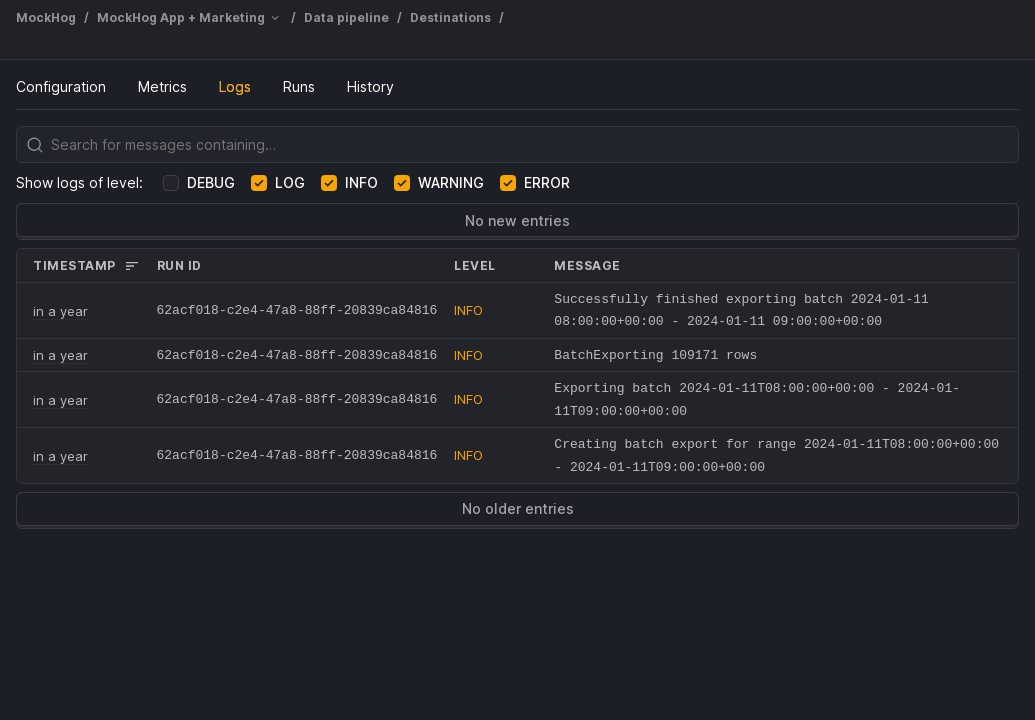 MockHog / MockHog App + Marketing / Data pipeline / Destinations /
Configuration Metrics Logs Runs History
Search for messages containing…
Show logs of level: DEBUG LOG INFO WARNING ERROR
No new entries
TIMESTAMP RUN ID LEVEL MESSAGE
in a year 62acf018-c2e4-47a8-88ff-20839ca84816 INFO Successfully finished exporting batch 2024-01-11
08:00:00+00:00 - 2024-01-11 09:00:00+00:00
in a year 62acf018-c2e4-47a8-88ff-20839ca84816 INFO BatchExporting 109171 rows
in a year 62acf018-c2e4-47a8-88ff-20839ca84816 INFO Exporting batch 2024-01-11T08:00:00+00:00 - 2024-01-
11T09:00:00+00:00
in a year 62acf018-c2e4-47a8-88ff-20839ca84816 INFO Creating batch export for range 2024-01-11T08:00:00+00:00
- 2024-01-11T09:00:00+00:00
No older entries